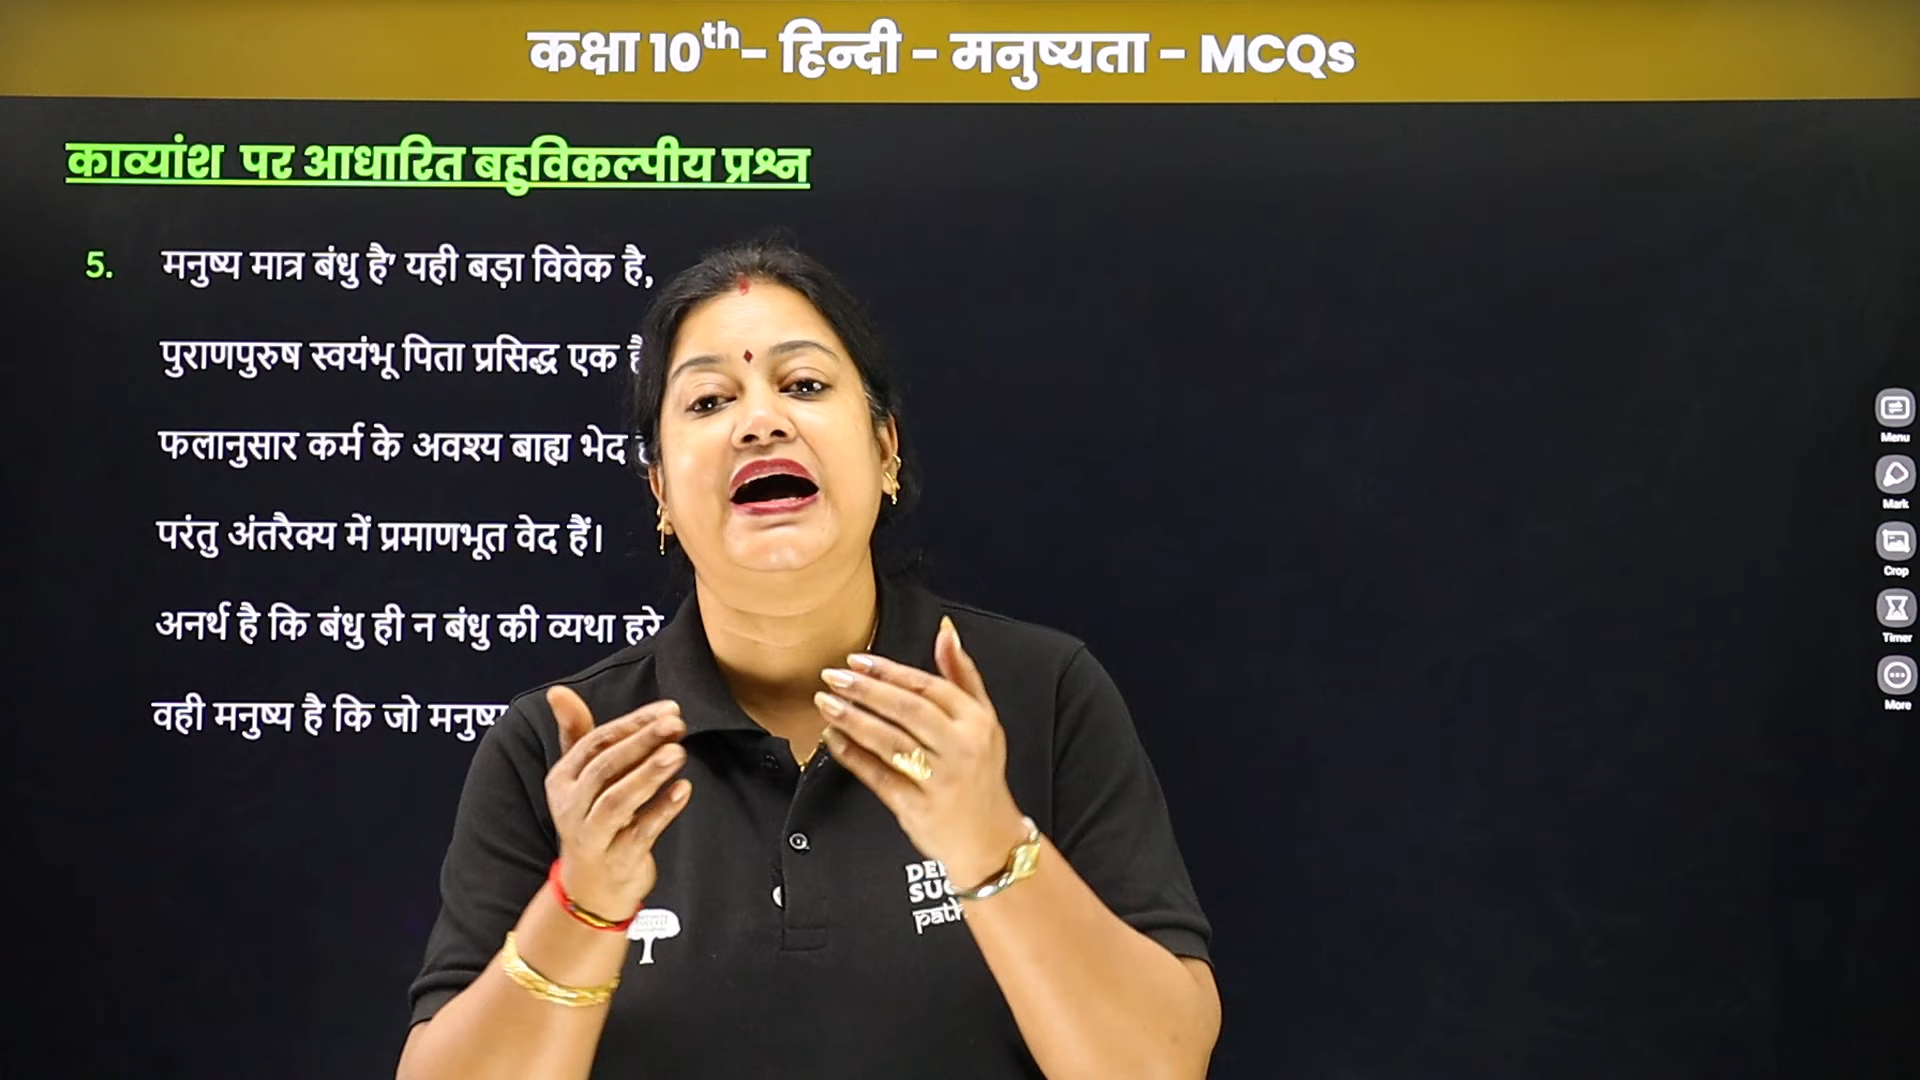 कक्षा 10th- हिन्दी - मनुष्यता - MCQs
काव्यांश पर आधारित बहुविकल्पीय प्रश्न
5. मनुष्य मात्र बंधु है' यही बड़ा विवेक है,
पुराणपुरुष स्वयंभू पिता प्रसिद्ध एक
फलानुसार कर्म के अवश्य बाह्य भेद
परंतु अंतरैक्य में प्रमाणभूत वेद हैं।
अनर्थ है कि बंधु ही न बंधु की व्यथा हरे
वही मनुष्य है कि जो
Menu
Mark
Crop
Timer
More